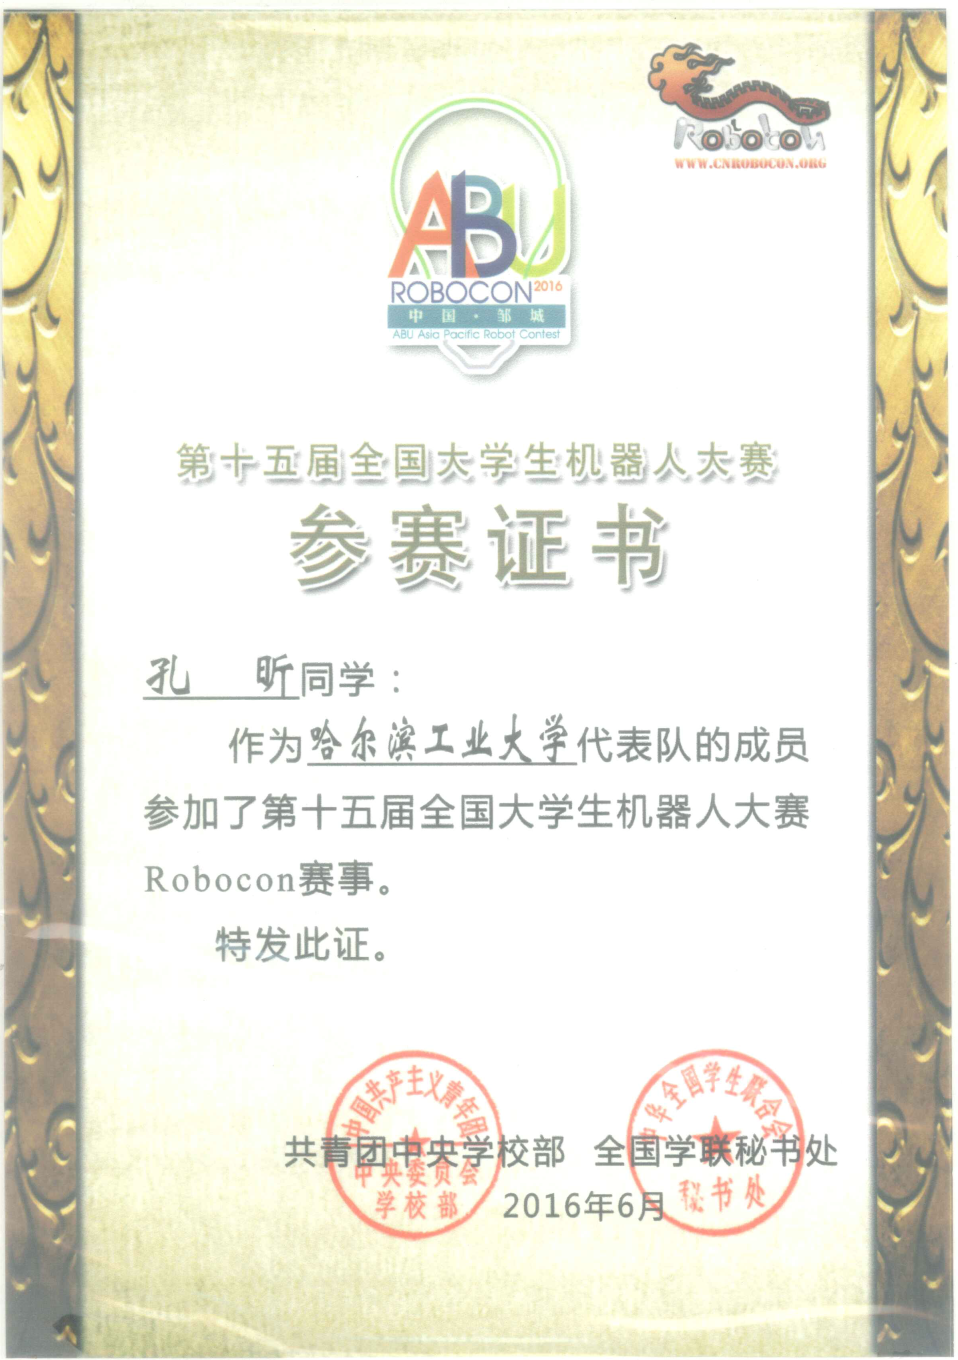 Robocon
WWW.CNROBOCON.ORG
ABU
ROBOCON 2016
中国·邹城
ABU Asia Pacific Robot Contest
第十五届全国大学生机器人大赛
参赛证书
孔 昕同学：
作为哈尔滨工业大学代表队的成员
参加了第十五届全国大学生机器人大赛
Robocon赛事。
特发此证。
中国共产主义青年团
中央委员会
学校部
中华全国学生联合会
秘书处
共青团中央学校部 全国学联秘书处
2016年6月